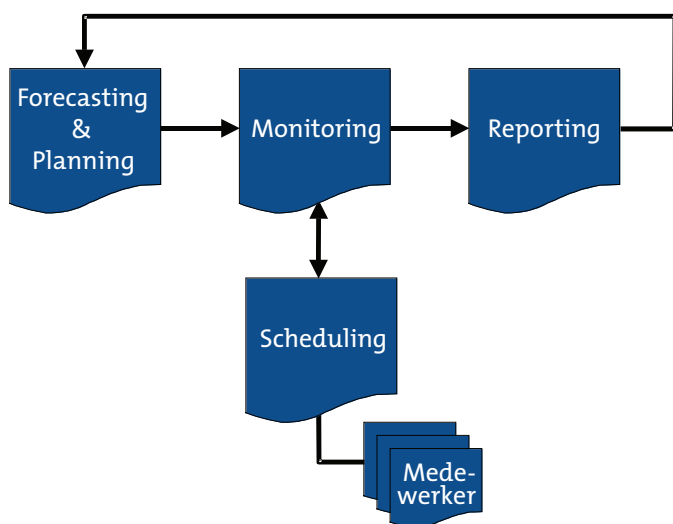 Forecasting
&
Planning
Monitoring
Reporting
Scheduling
Mede-
werker